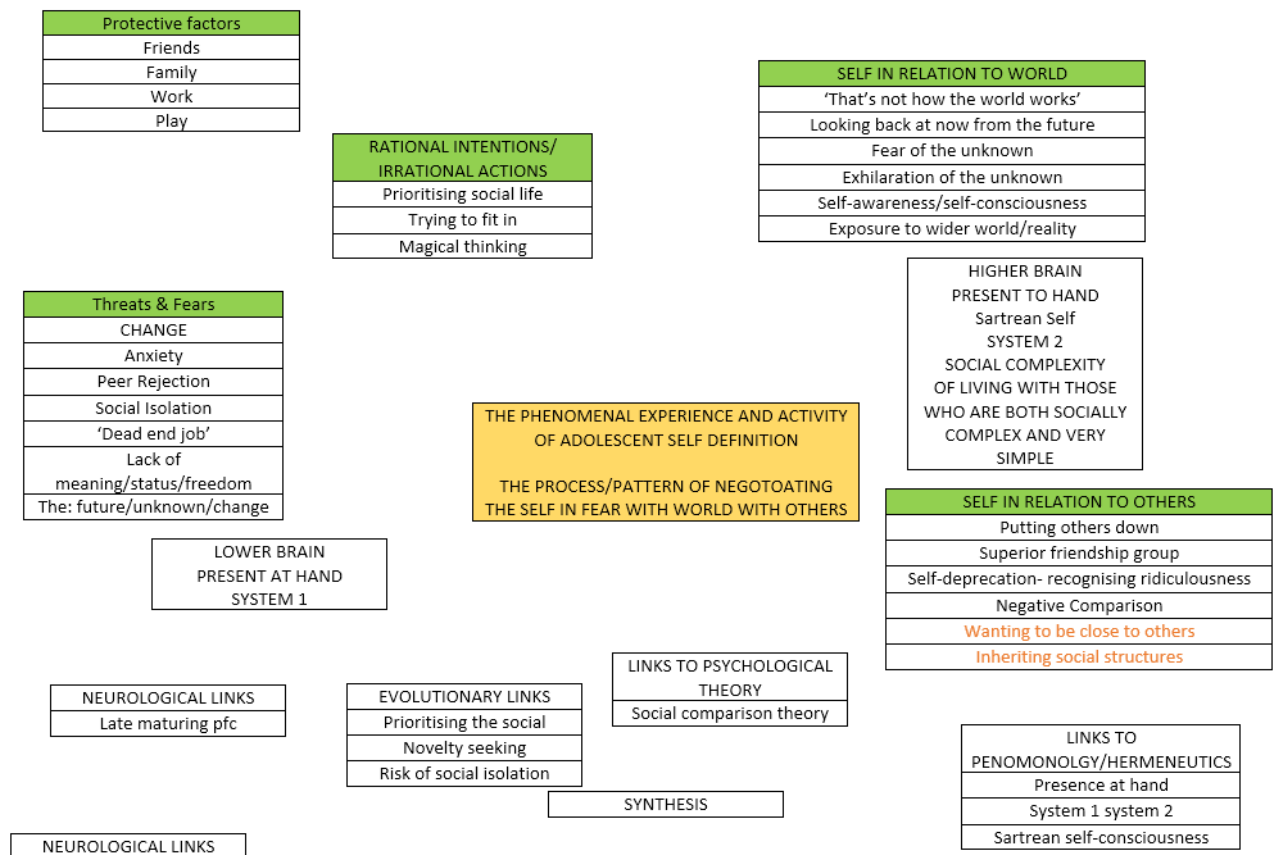 Protective factors
Friends
Family
Work
Play
RATIONAL INTENTIONS/
IRRATIONAL ACTIONS
Prioritising social life
Trying to fit in
Magical thinking
SELF IN RELATION TO WORLD
‘That’s not how the world works’
Looking back at now from the future
Fear of the unknown
Exhilaration of the unknown
Self-awareness/self-consciousness
Exposure to wider world/reality
HIGHER BRAIN
PRESENT TO HAND
Sartrean Self
SYSTEM 2
SOCIAL COMPLEXITY
OF LIVING WITH THOSE
WHO ARE BOTH SOCIALLY
COMPLEX AND VERY
SIMPLE
Threats & Fears
CHANGE
Anxiety
Peer Rejection
Social Isolation
‘Dead end job’
Lack of
meaning/status/freedom
The: future/unknown/change
THE PHENOMENAL EXPERIENCE AND ACTIVITY
OF ADOLESCENT SELF DEFINITION
THE PROCESS/PATTERN OF NEGOTOATING
THE SELF IN FEAR WITH WORLD WITH OTHERS
SELF IN RELATION TO OTHERS
Putting others down
Superior friendship group
Self-deprecation- recognising ridiculousness
Negative Comparison
Wanting to be close to others
Inheriting social structures
LOWER BRAIN
PRESENT AT HAND
SYSTEM 1
NEUROLOGICAL LINKS
Late maturing pfc
EVOLUTIONARY LINKS
Prioritising the social
Novelty seeking
Risk of social isolation
LINKS TO PSYCHOLOGICAL
THEORY
Social comparison theory
SYNTHESIS
LINKS TO
PENOMONOLGY/HERMENEUTICS
Presence at hand
System 1 system 2
Sartrean self-consciousness
NEUROLOGICAL LINKS